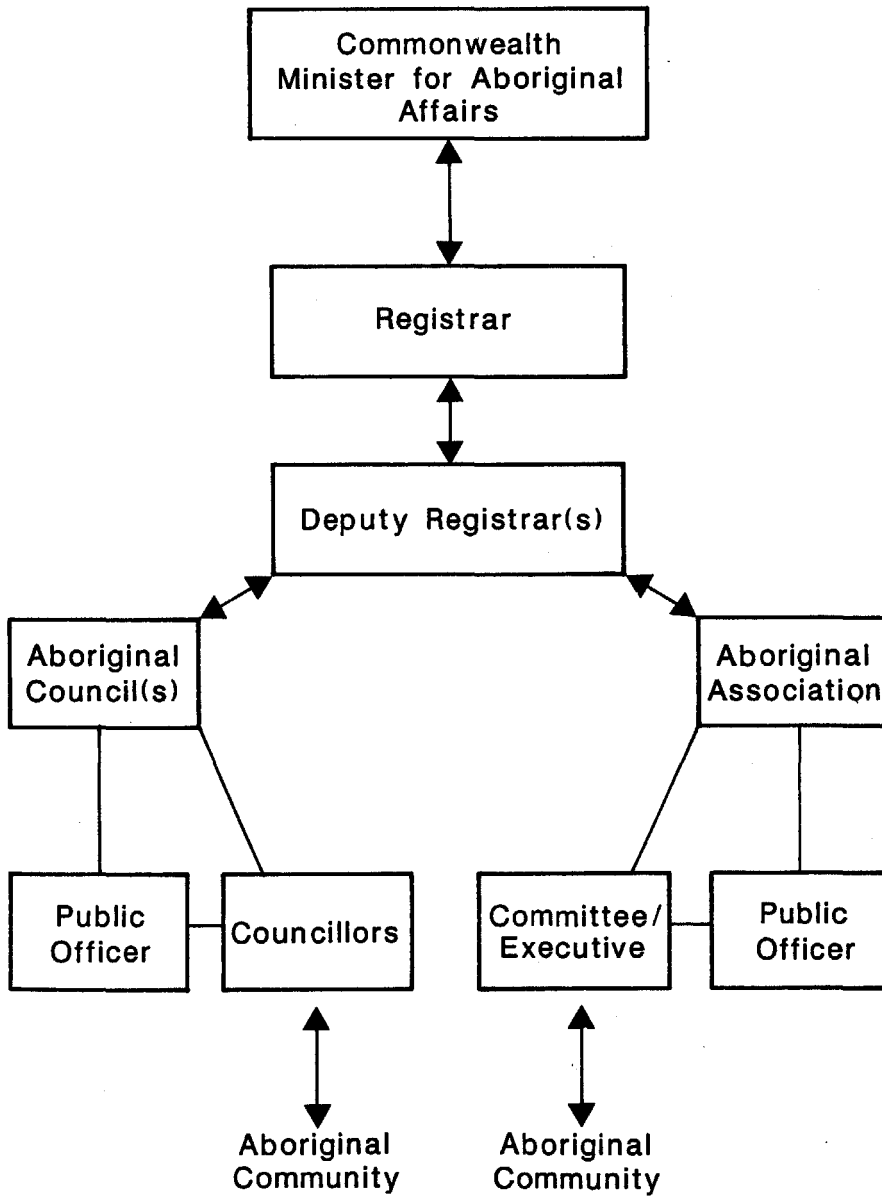 Commonwealth
Minister for Aboriginal
Affairs
Registrar
Deputy Registrar(s)
Aboriginal
Council(s)
Aboriginal
Association
Public
Officer
Councillors
Committee/
Executive
Public
Officer
Aboriginal
Community
Aboriginal
Community